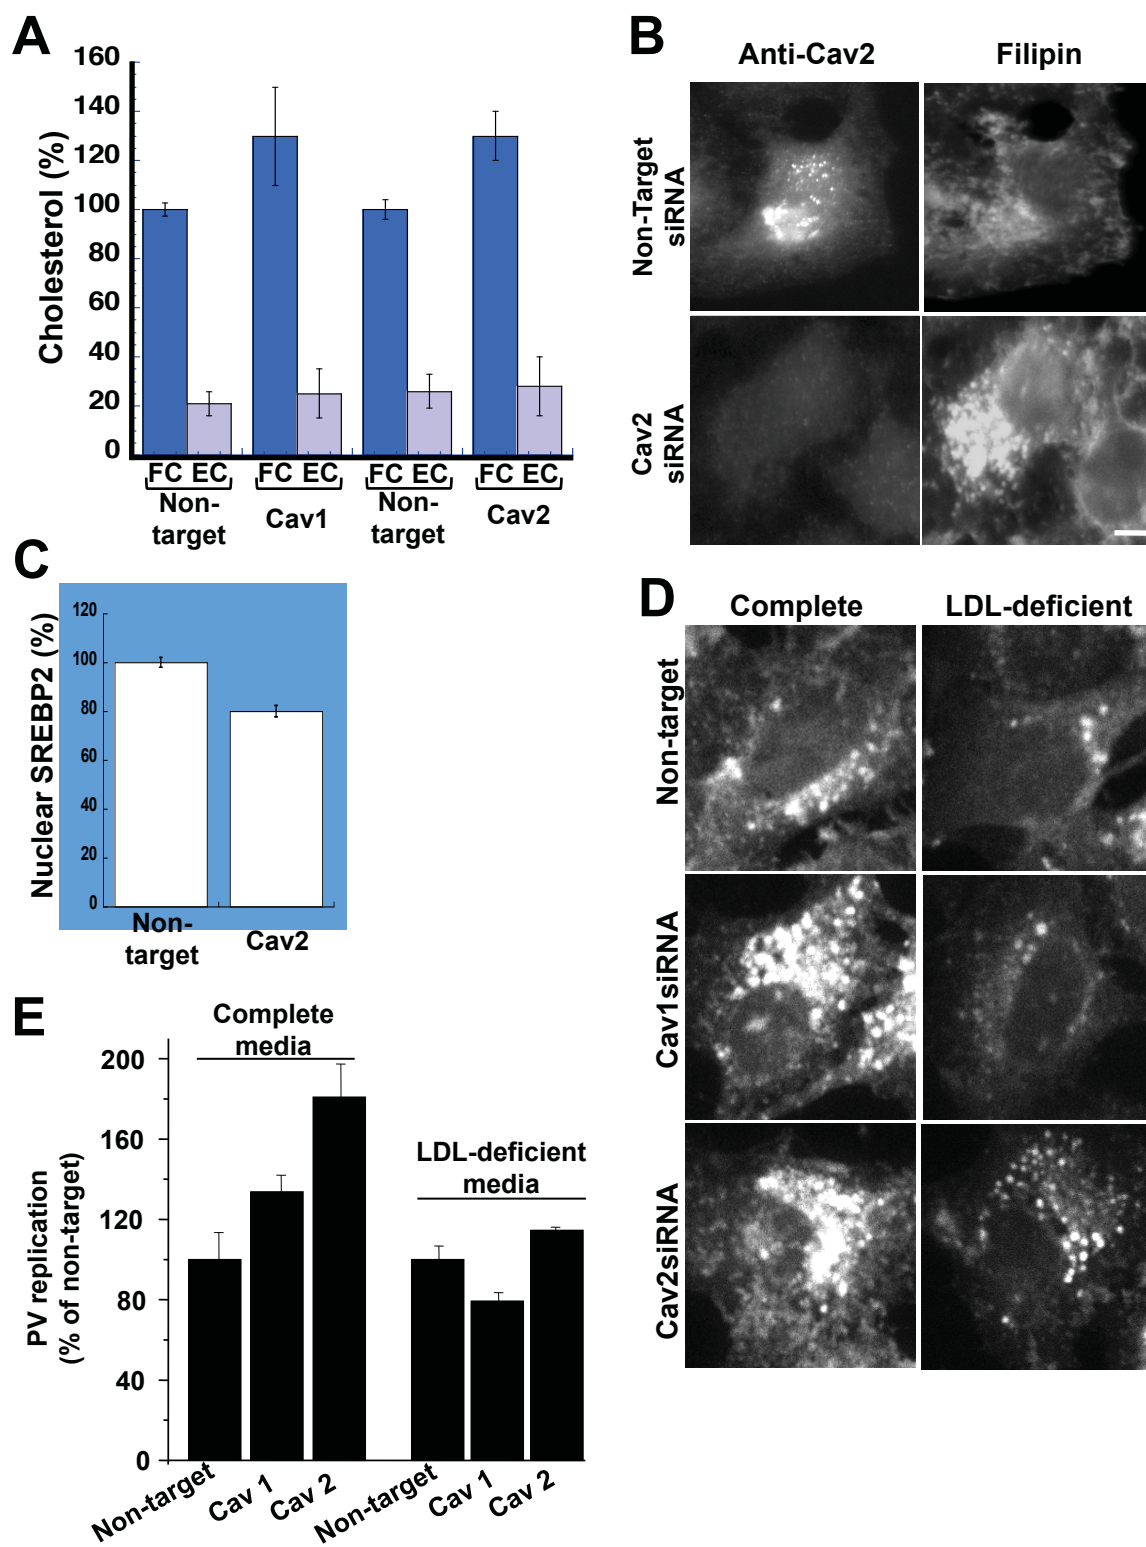 A
160
140
120
100
80
60
40
20
0
Cholesterol (%)
FC EC FC EC FC EC FC EC
Non-
target
Cav1
Non-
target
Cav2
B
Anti-Cav2 Filipin
Non-Target
siRNA
Cav2
siRNA
C
120
100
80
60
40
20
0
Nuclear SREBP2 (%)
Non-
target
Cav2
D
Complete LDL-deficient
Non-target
Cav1siRNA
Cav2siRNA
E
Complete
media
LDL-deficient
media
200
160
120
80
40
0
PV replication
(% of non-target)
Non-target Cav 1 Cav 2 Non-target Cav 1 Cav 2